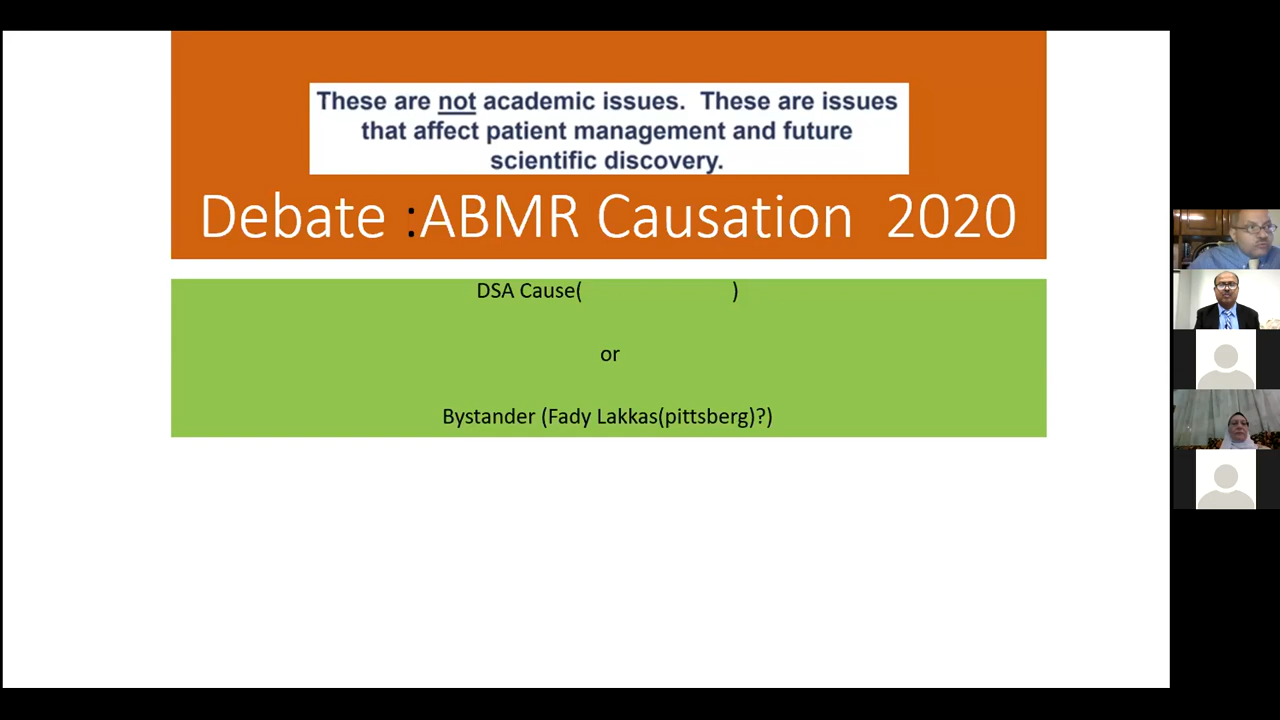 These are not academic issues. These are issues
that affect patient management and future
scientific discovery.
Debate :ABMR Causation 2020
DSA Cause( )
or
Bystander (Fady Lakkas(pittsberg)?)